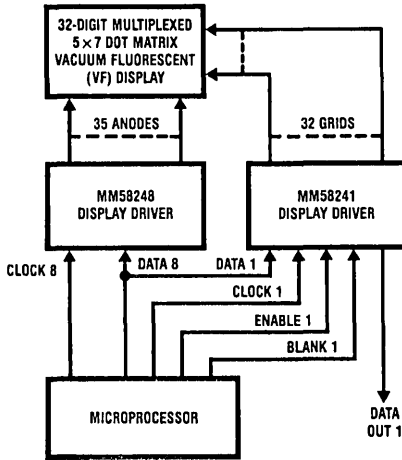 32-DIGIT MULTIPLEXED
5 × 7 DOT MATRIX
VACUUM FLUORESCENT
(VF) DISPLAY
35 ANODES
32 GRIDS
MM58248
DISPLAY DRIVER
MM58241
DISPLAY DRIVER
CLOCK 8
DATA 8
DATA 1
CLOCK 1
ENABLE 1
BLANK 1
MICROPROCESSOR
DATA
OUT 1